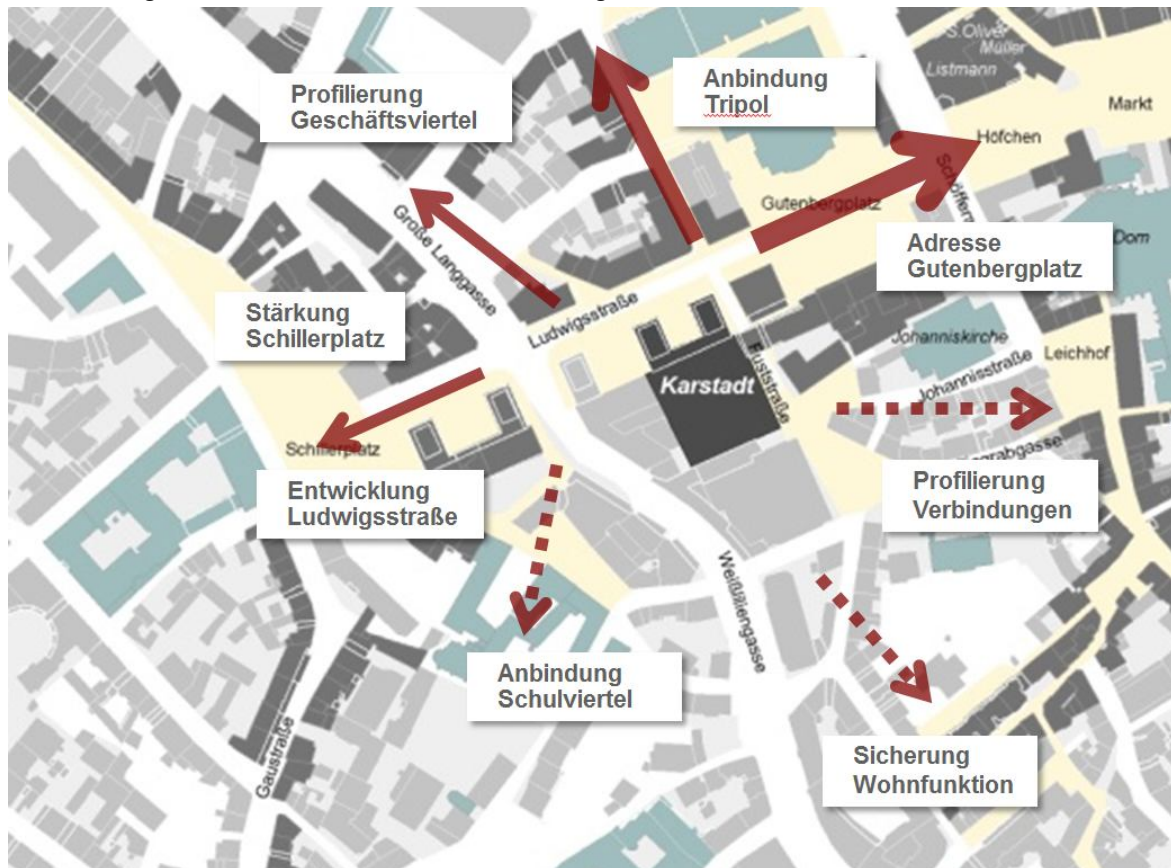 S.Oliver
Müller
Listmann
Markt
Höfchen
Profilierung
Geschäftsviertel
Anbindung
Tripol
Gutenbergplatz
Große Langgasse
Adresse
Gutenbergplatz
Dom
Stärkung
Schillerplatz
Ludwigsstraße
Johanniskirche
Leichhof
Johannisstraße
Karstadt
Schillerplatz
Entwicklung
Ludwigsstraße
Profilierung
Verbindungen
Weißliliengasse
Anbindung
Schulviertel
Gaustraße
Sicherung
Wohnfunktion